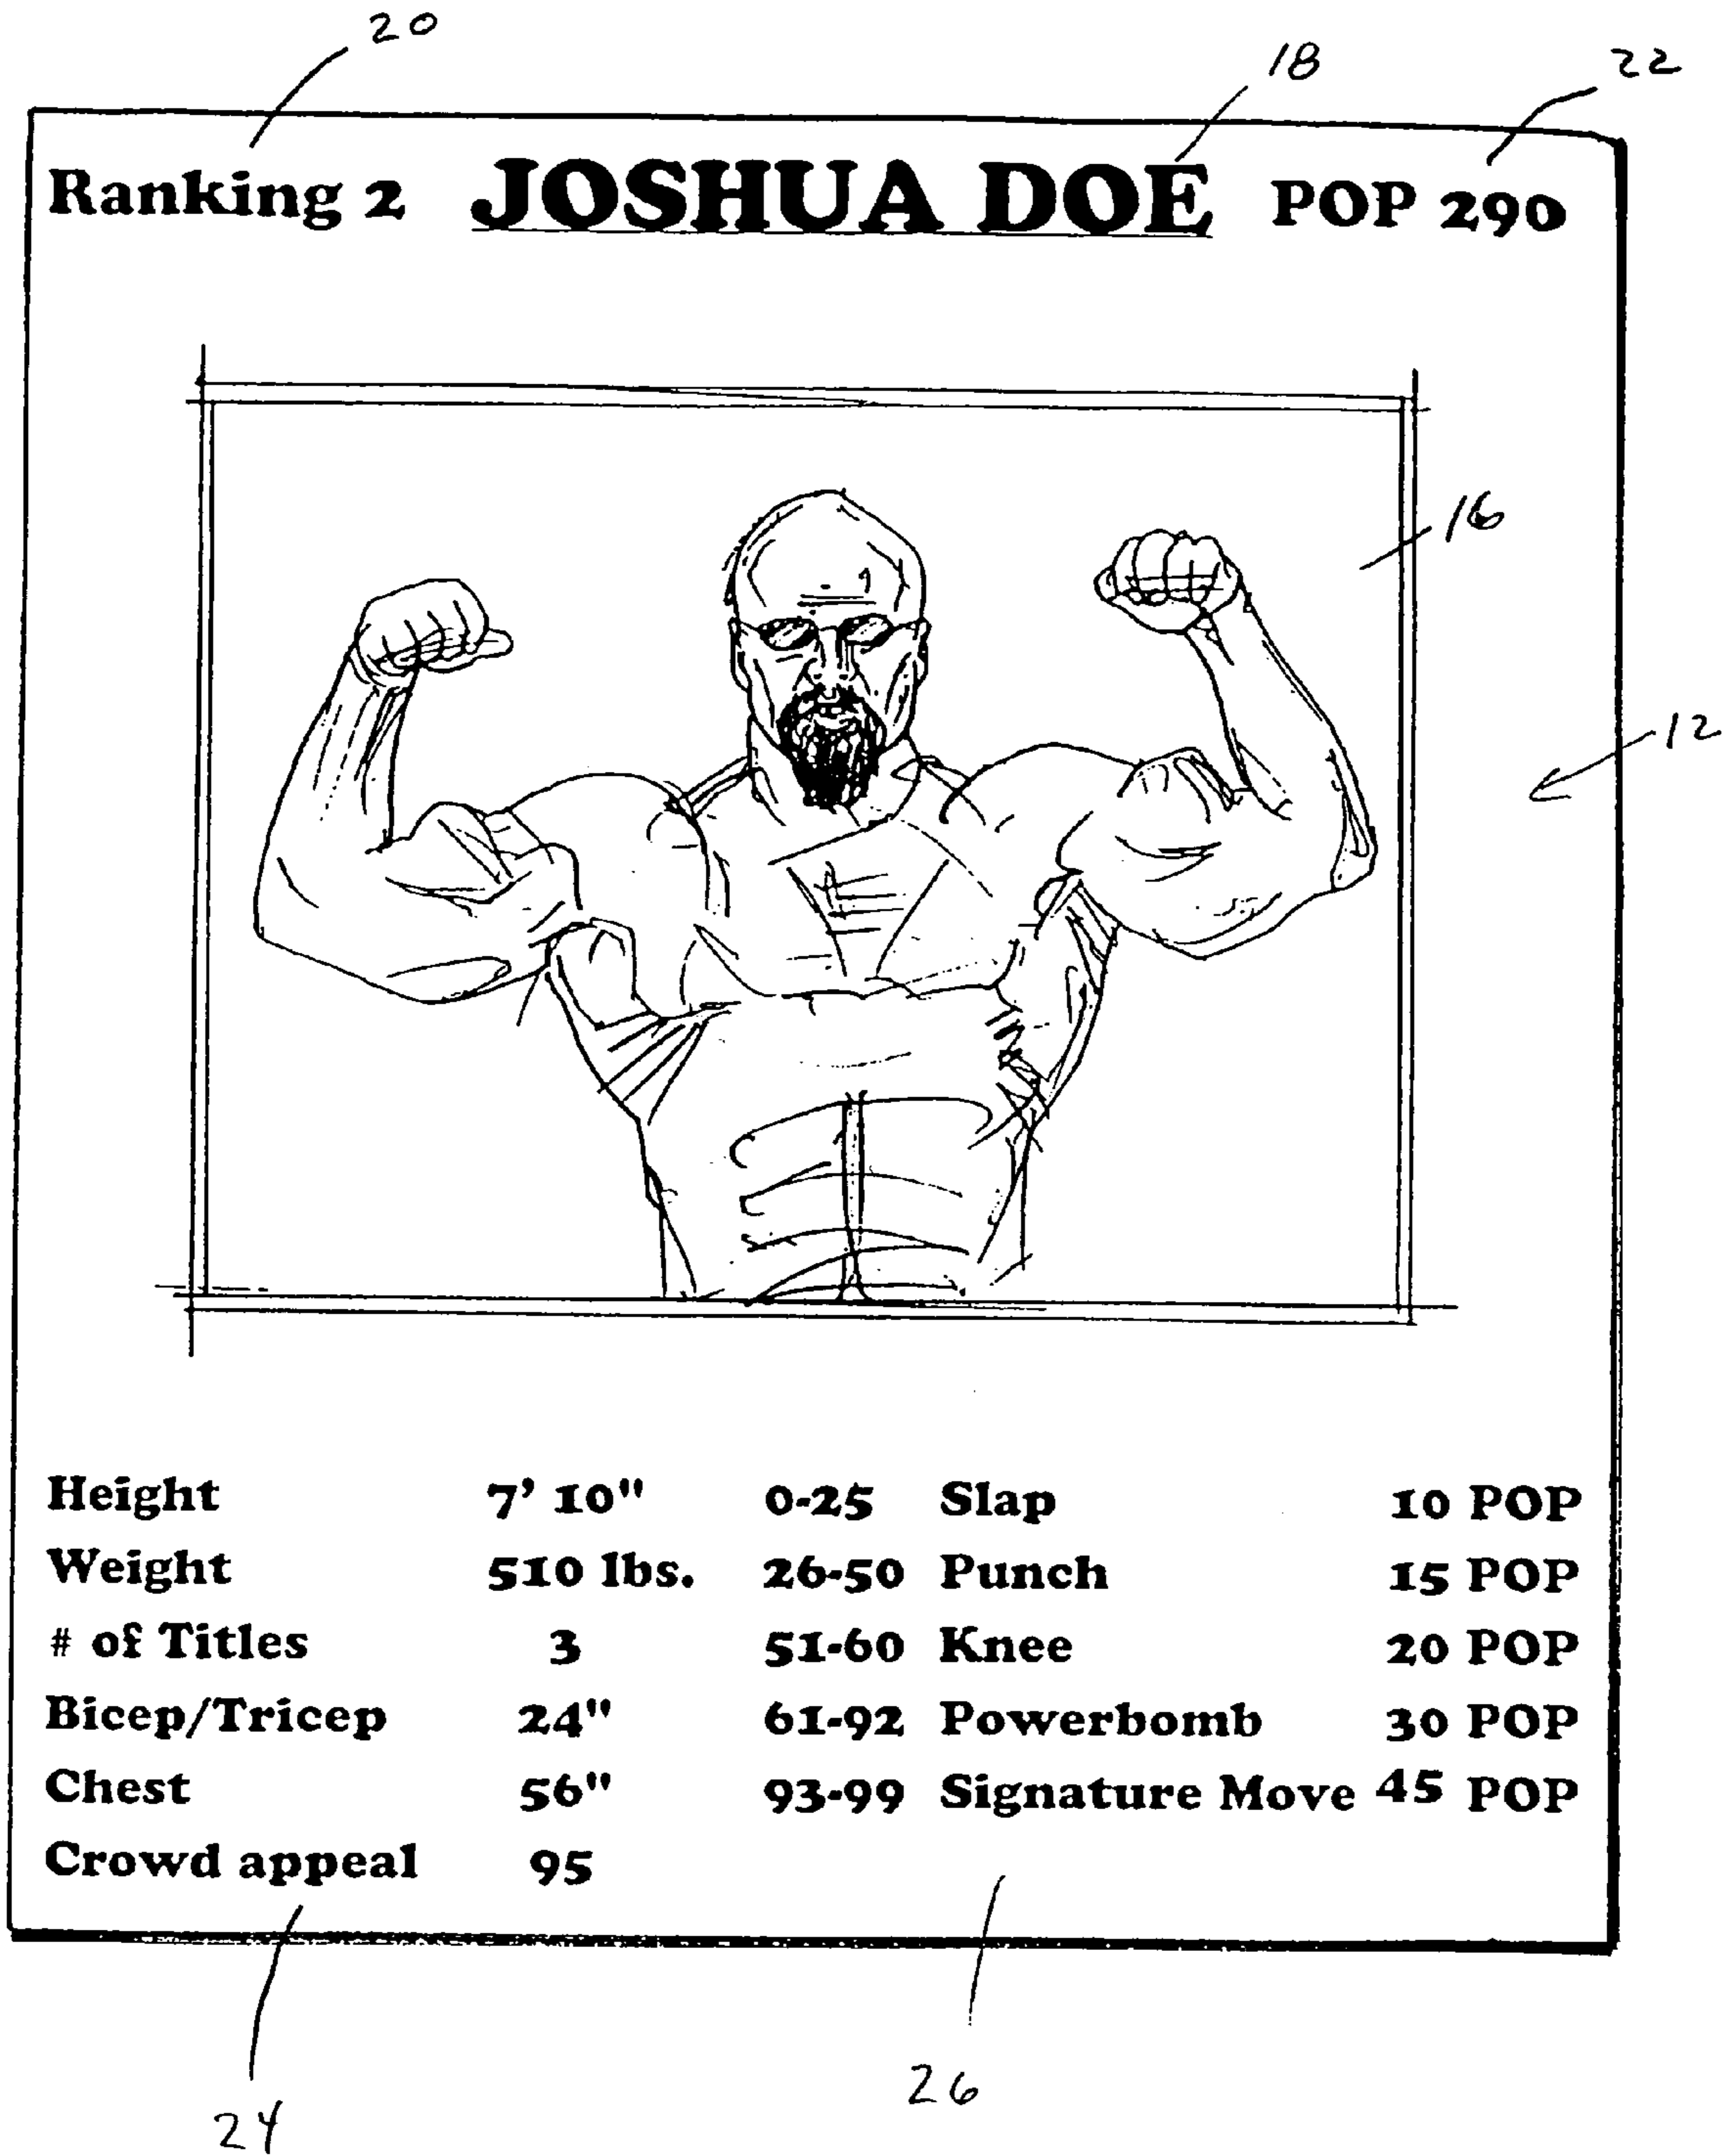 20
18
22
Ranking 2 JOSHUA DOE POP 290
16
12
Height 7' 10" 0-25 Slap 10 POP
Weight 510 lbs. 26-50 Punch 15 POP
# of Titles 3 51-60 Knee 20 POP
Bicep/Tricep 24" 61-92 Powerbomb 30 POP
Chest 56" 93-99 Signature Move 45 POP
Crowd appeal 95
26
24